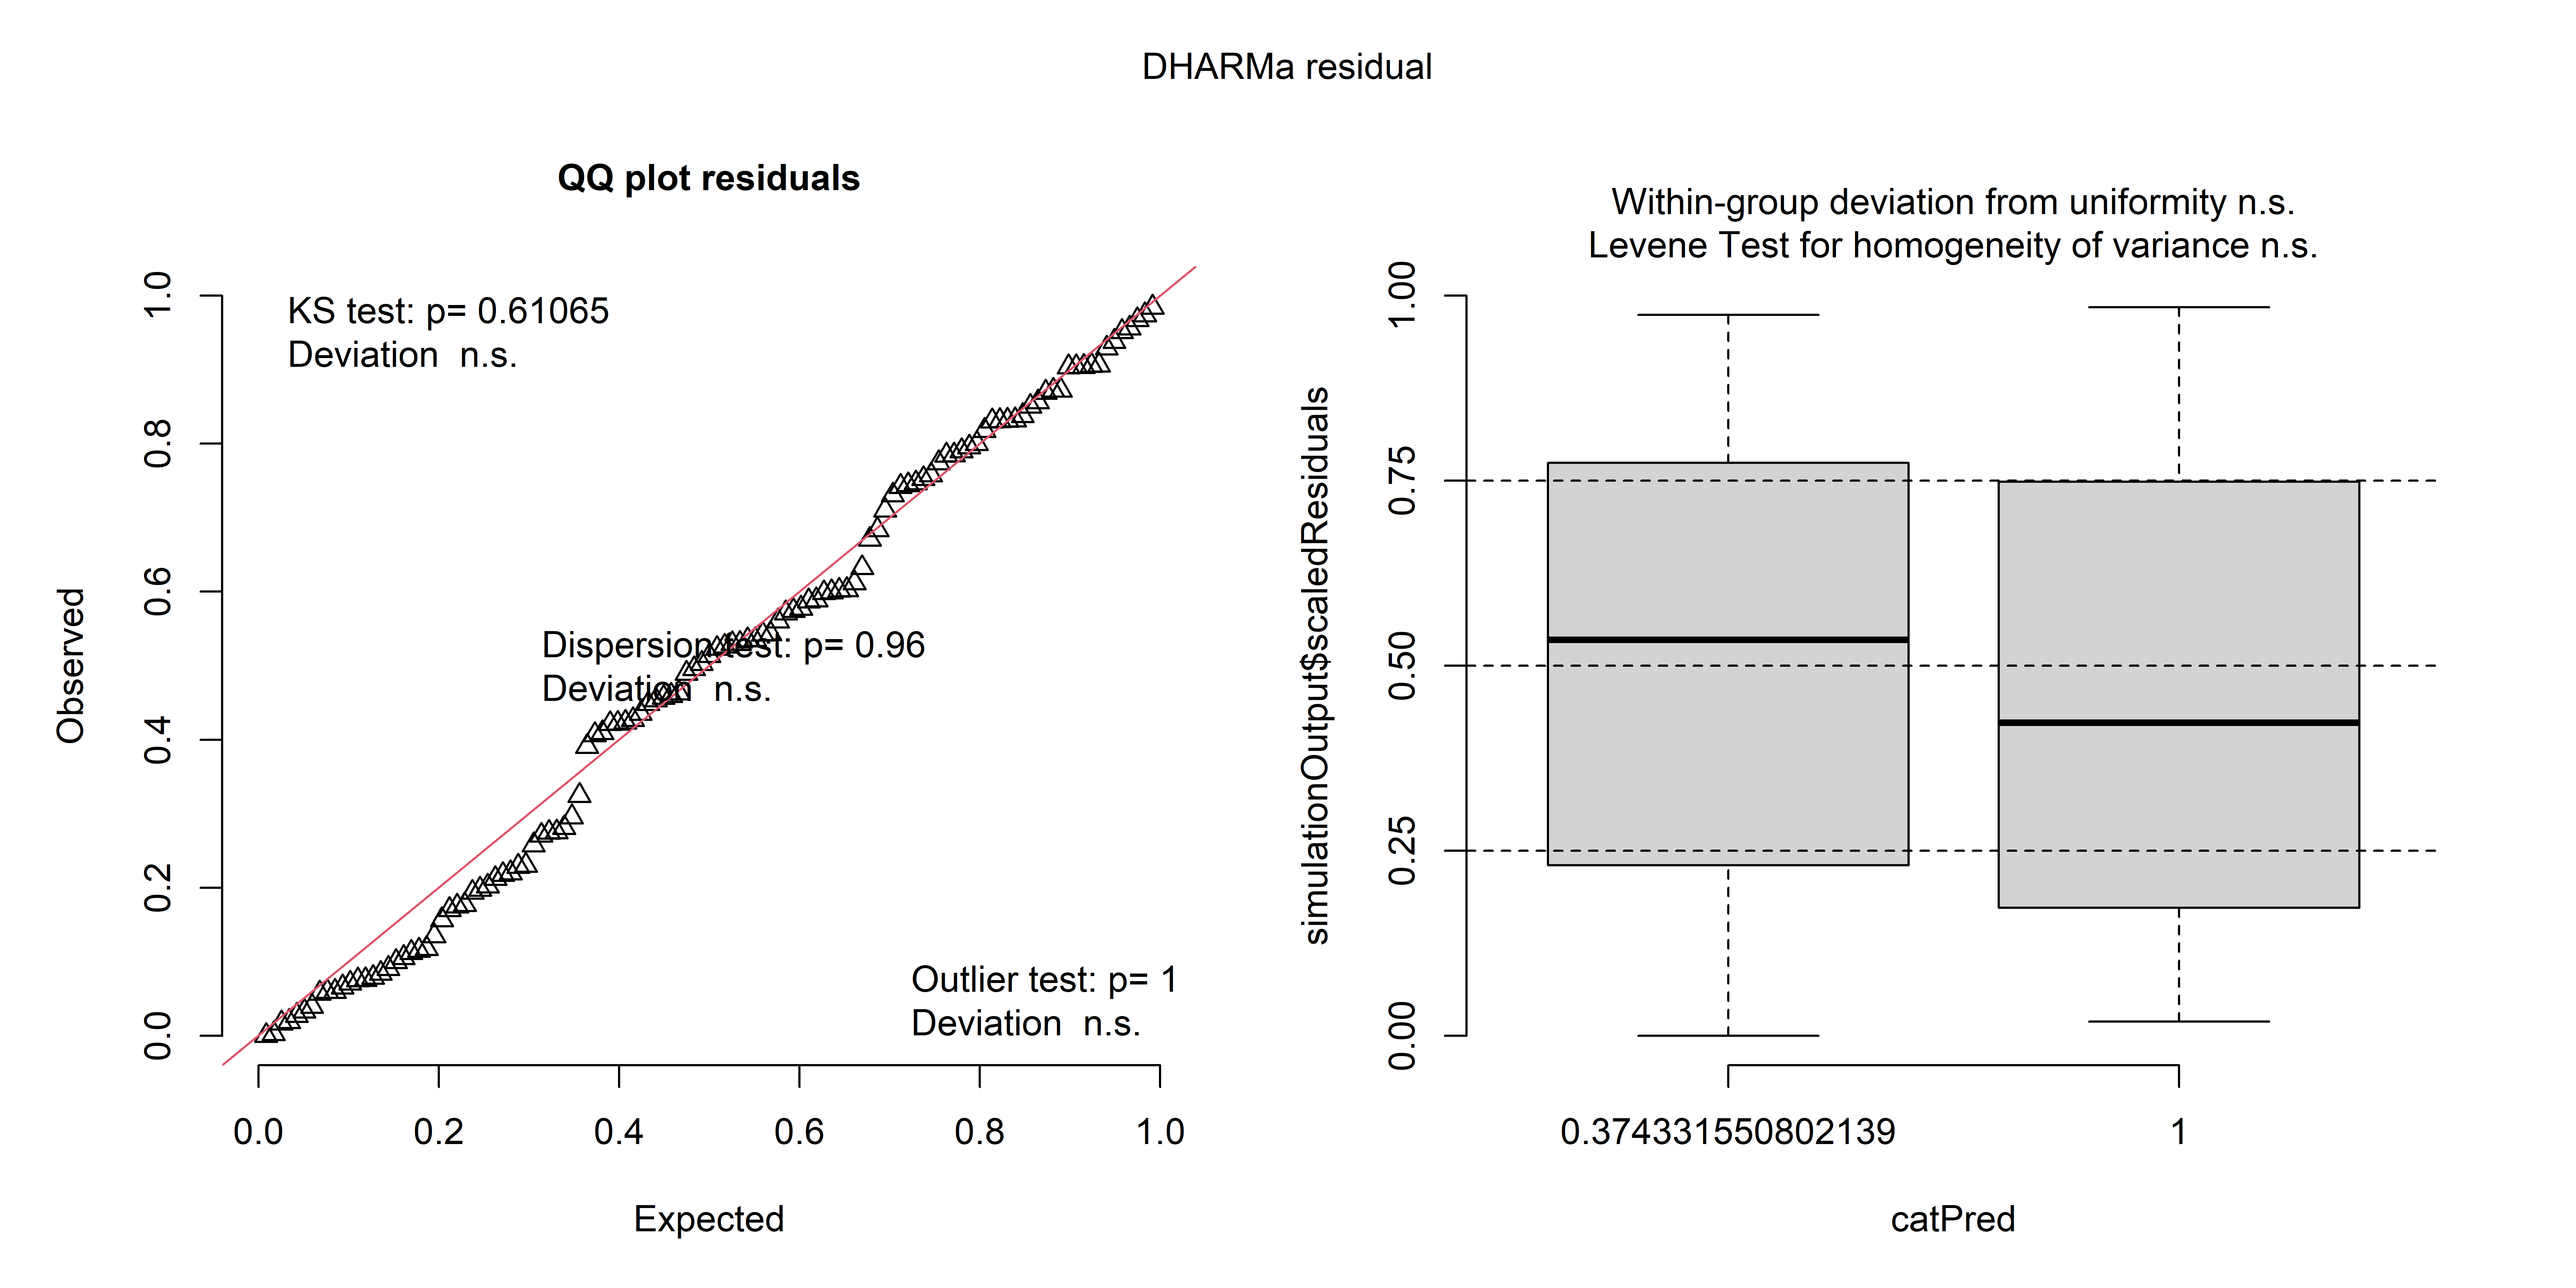 DHARMa residual
QQ plot residuals
KS test: p= 0.61065
Deviation  n.s.
Dispersion test: p= 0.96
Deviation  n.s.
Outlier test: p= 1
Deviation  n.s.
Observed
0.0
0.2
0.4
0.6
0.8
1.0
0.0 0.2 0.4 0.6 0.8 1.0
Expected
Within-group deviation from uniformity n.s.
Levene Test for homogeneity of variance n.s.
simulationOutput$scaledResiduals
0.00
0.25
0.50
0.75
1.00
0.374331550802139 1
catPred